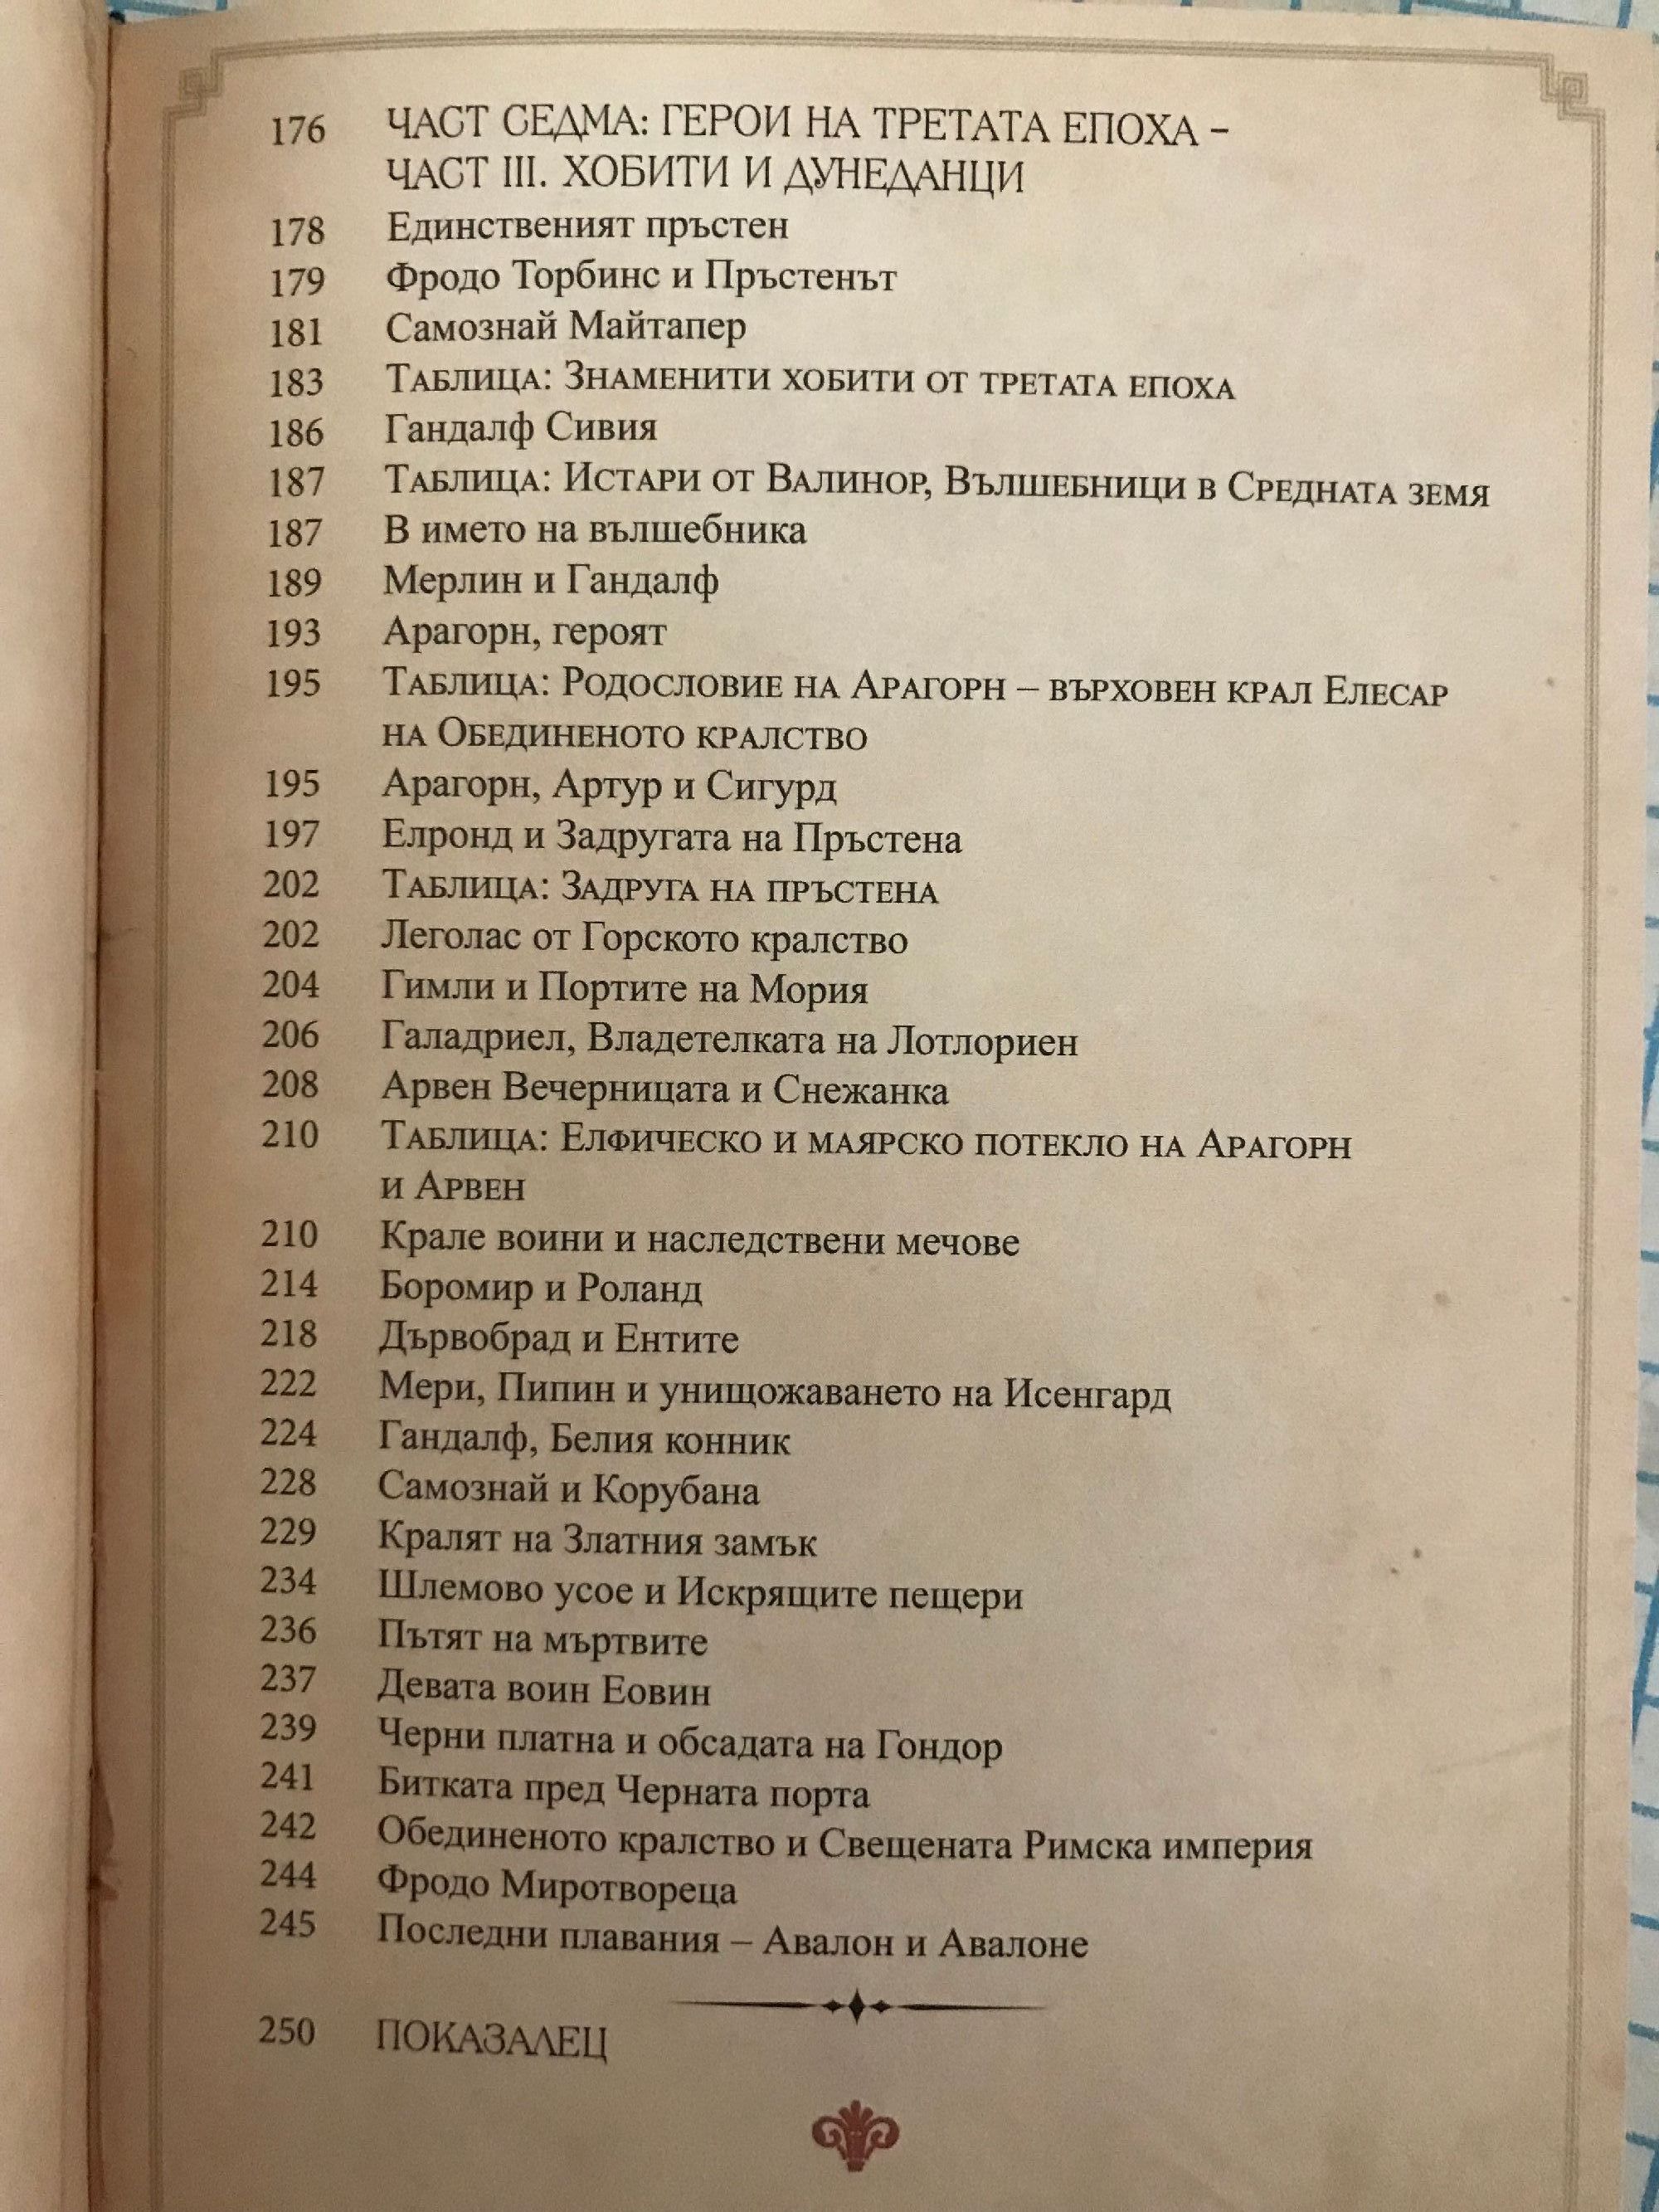 176 ЧАСТ СЕДМА: ГЕРОИ НА ТРЕТАТА ЕПОХА –
ЧАСТ III. ХОБИТИ И ДУНЕДАНЦИ
178 Единственият пръстен
179 Фродо Торбинс и Пръстенът
181 Самознай Майтапер
183 Таблица: Знаменити хобити от третата епоха
186 Гандалф Сивия
187 Таблица: Истари от Валинор, Вълшебници в Средната земя
187 В името на вълшебника
189 Мерлин и Гандалф
193 Арагорн, героят
195 Таблица: Родословие на Арагорн – върховен крал Елесар
на Обединеното кралство
195 Арагорн, Артур и Сигурд
197 Елронд и Задругата на Пръстена
202 Таблица: Задруга на пръстена
202 Леголас от Горското кралство
204 Гимли и Портите на Мория
206 Галадриел, Владетелката на Лотлориен
208 Арвен Вечерницата и Снежанка
210 Таблица: Елфическо и маярско потекло на Арагорн
и Арвен
210 Крале воини и наследствени мечове
214 Боромир и Роланд
218 Дървобрад и Ентите
222 Мери, Пипин и унищожаването на Исенгард
224 Гандалф, Белия конник
228 Самознай и Корубана
229 Кралят на Златния замък
234 Шлемово усое и Искрящите пещери
236 Пътят на мъртвите
237 Девата воин Еовин
239 Черни платна и обсадата на Гондор
241 Битката пред Черната порта
242 Обединеното кралство и Свещената Римска империя
244 Фродо Миротвореца
245 Последни плавания – Авалон и Авалоне
250 ПОКАЗАЛЕЦ